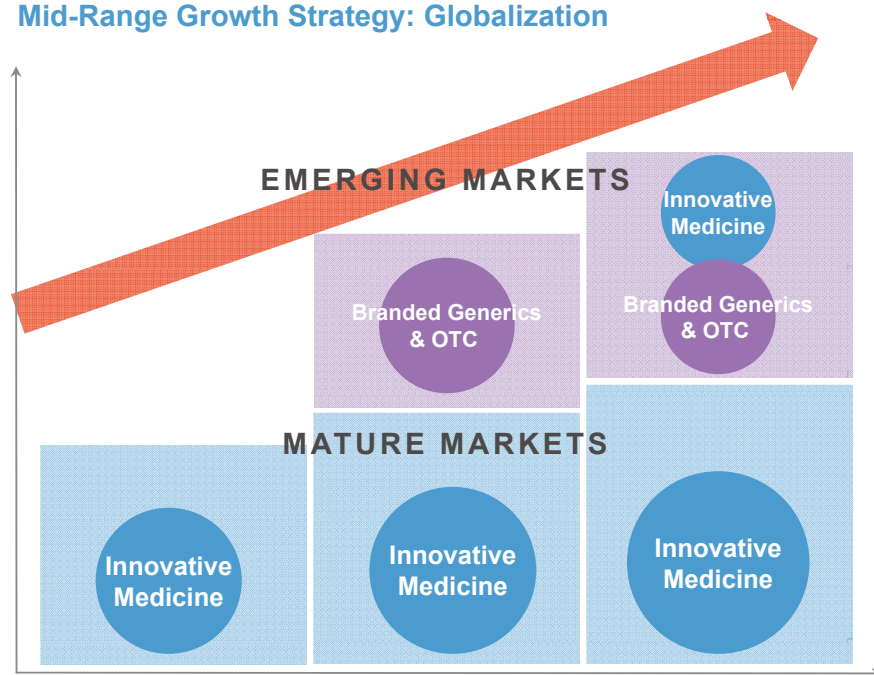 Mid-Range Growth Strategy: Globalization
EMERGING MARKETS
Innovative
Medicine
Branded Generics
& OTC
Branded Generics
& OTC
MATURE MARKETS
Innovative
Medicine
Innovative
Medicine
Innovative
Medicine